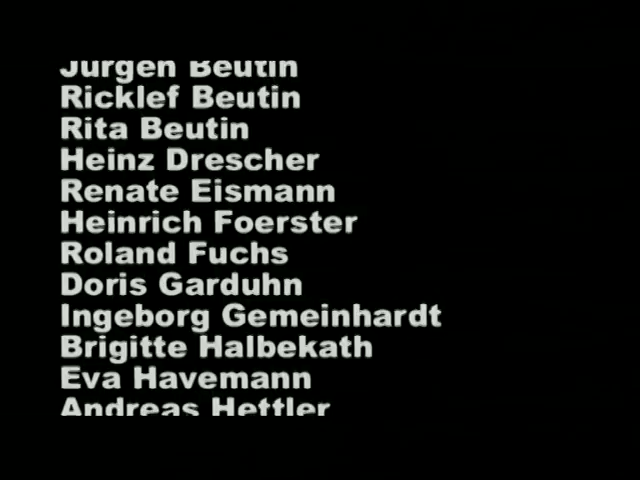 Jürgen Beutin
Ricklef Beutin
Rita Beutin
Heinz Drescher
Renate Eismann
Heinrich Foerster
Roland Fuchs
Doris Garduhn
Ingeborg Gemeinhardt
Brigitte Halbekath
Eva Havemann
Andreas Hettler